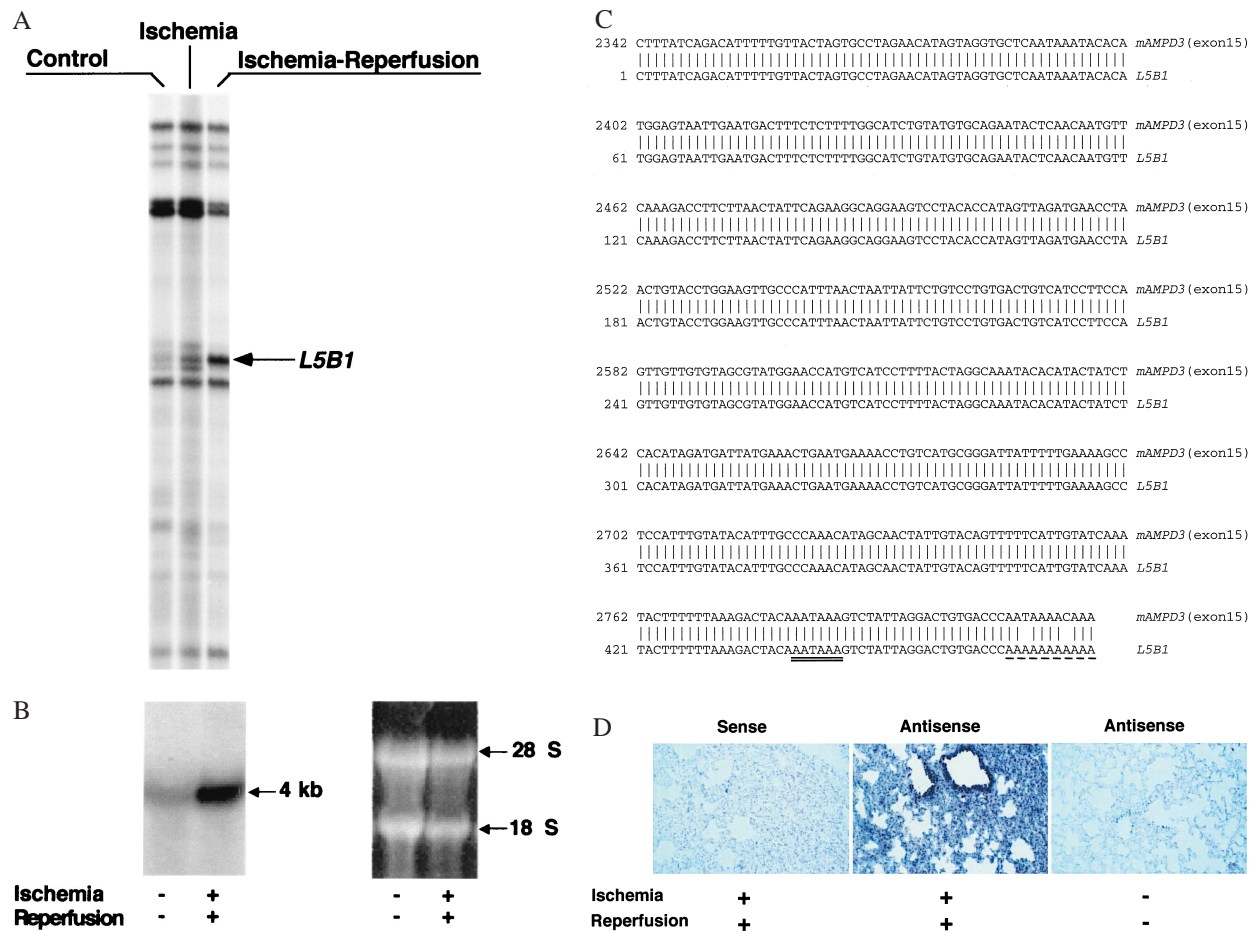 A
Ischemia
Control
Ischemia-Reperfusion
L5B1
B
4 kb
28 S
18 S
Ischemia - + - +
Reperfusion - + - +
C
2342 CTTTATCAGACATTTTTGTTACTAGTGCCTAGAACATAGTAGGTGCTCAATAAATACACA mAMPD3(exon15)
1 CTTTATCAGACATTTTTGTTACTAGTGCCTAGAACATAGTAGGTGCTCAATAAATACACA L5B1
2402 TGGAGTAATTGAATGACTTTCTCTTTTGGCATCTGTATGTGCAGAATACTCAACAATGTT mAMPD3(exon15)
61 TGGAGTAATTGAATGACTTTCTCTTTTGGCATCTGTATGTGCAGAATACTCAACAATGTT L5B1
2462 CAAAGACCTTCTTAACTATTCAGAAGGCAGGAAGTCCTACACCATAGTTAGATGAACCTA mAMPD3(exon15)
121 CAAAGACCTTCTTAACTATTCAGAAGGCAGGAAGTCCTACACCATAGTTAGATGAACCTA L5B1
2522 ACTGTACCTGGAAGTTGCCCATTTAACTAATTATTCTGTCCTGTGACTGTCATCCTTCCA mAMPD3(exon15)
181 ACTGTACCTGGAAGTTGCCCATTTAACTAATTATTCTGTCCTGTGACTGTCATCCTTCCA L5B1
2582 GTTGTTGTGTAGCGTATGGAACCATGTCATCCTTTTACTAGGCAAATACACATACTATCT mAMPD3(exon15)
241 GTTGTTGTGTAGCGTATGGAACCATGTCATCCTTTTACTAGGCAAATACACATACTATCT L5B1
2642 CACATAGATGATTATGAAACTGAATGAAAACCTGTCATGCGGGATTATTTTTGAAAAGCC mAMPD3(exon15)
301 CACATAGATGATTATGAAACTGAATGAAAACCTGTCATGCGGGATTATTTTTGAAAAGCC L5B1
2702 TCCATTTGTATACATTTGCCCAAACATAGCAACTATTGTACAGTTTTTCATTGTATCAAA mAMPD3(exon15)
361 TCCATTTGTATACATTTGCCCAAACATAGCAACTATTGTACAGTTTTTCATTGTATCAAA L5B1
2762 TACTTTTTTAAAGACTACAAATAAAGTCTATTAGGACTGTGACCCAATAAAACAAA mAMPD3(exon15)
421 TACTTTTTTAAAGACTACAAATAAAGTCTATTAGGACTGTGACCCAAAAAAAAAAA L5B1
D
Sense Antisense Antisense
Ischemia + + -
Reperfusion + + -